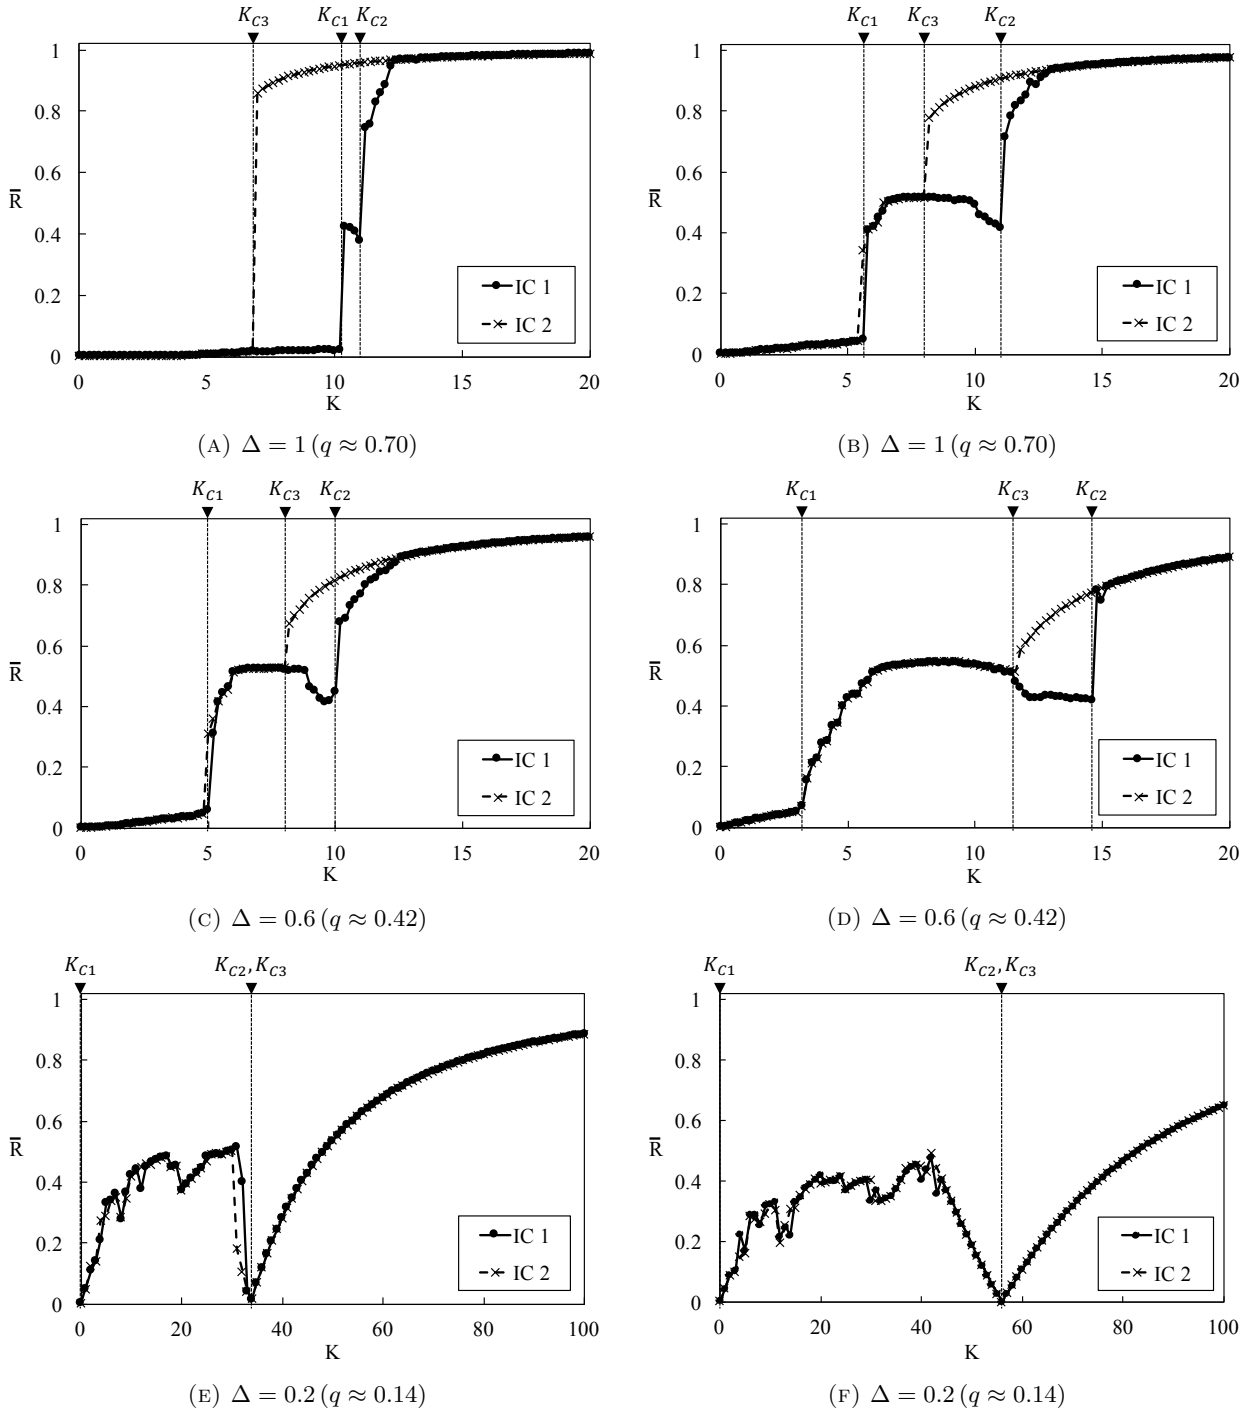 K_{C3} K_{C1} K_{C2}
1
0.8
0.6
R̄
0.4
0.2
0
IC 1
IC 2
0 5 10 15 20
K
(A) Δ = 1 (q ≈ 0.70)
K_{C1} K_{C3} K_{C2}
1
0.8
0.6
R̄
0.4
0.2
0
IC 1
IC 2
0 5 10 15 20
K
(B) Δ = 1 (q ≈ 0.70)
K_{C1} K_{C3} K_{C2}
1
0.8
0.6
R̄
0.4
0.2
0
IC 1
IC 2
0 5 10 15 20
K
(C) Δ = 0.6 (q ≈ 0.42)
K_{C1} K_{C3} K_{C2}
1
0.8
0.6
R̄
0.4
0.2
0
IC 1
IC 2
0 5 10 15 20
K
(D) Δ = 0.6 (q ≈ 0.42)
K_{C1} K_{C2}, K_{C3}
1
0.8
0.6
R̄
0.4
0.2
0
IC 1
IC 2
0 20 40 60 80 100
K
(E) Δ = 0.2 (q ≈ 0.14)
K_{C1} K_{C2}, K_{C3}
1
0.8
0.6
R̄
0.4
0.2
0
IC 1
IC 2
0 20 40 60 80 100
K
(F) Δ = 0.2 (q ≈ 0.14)